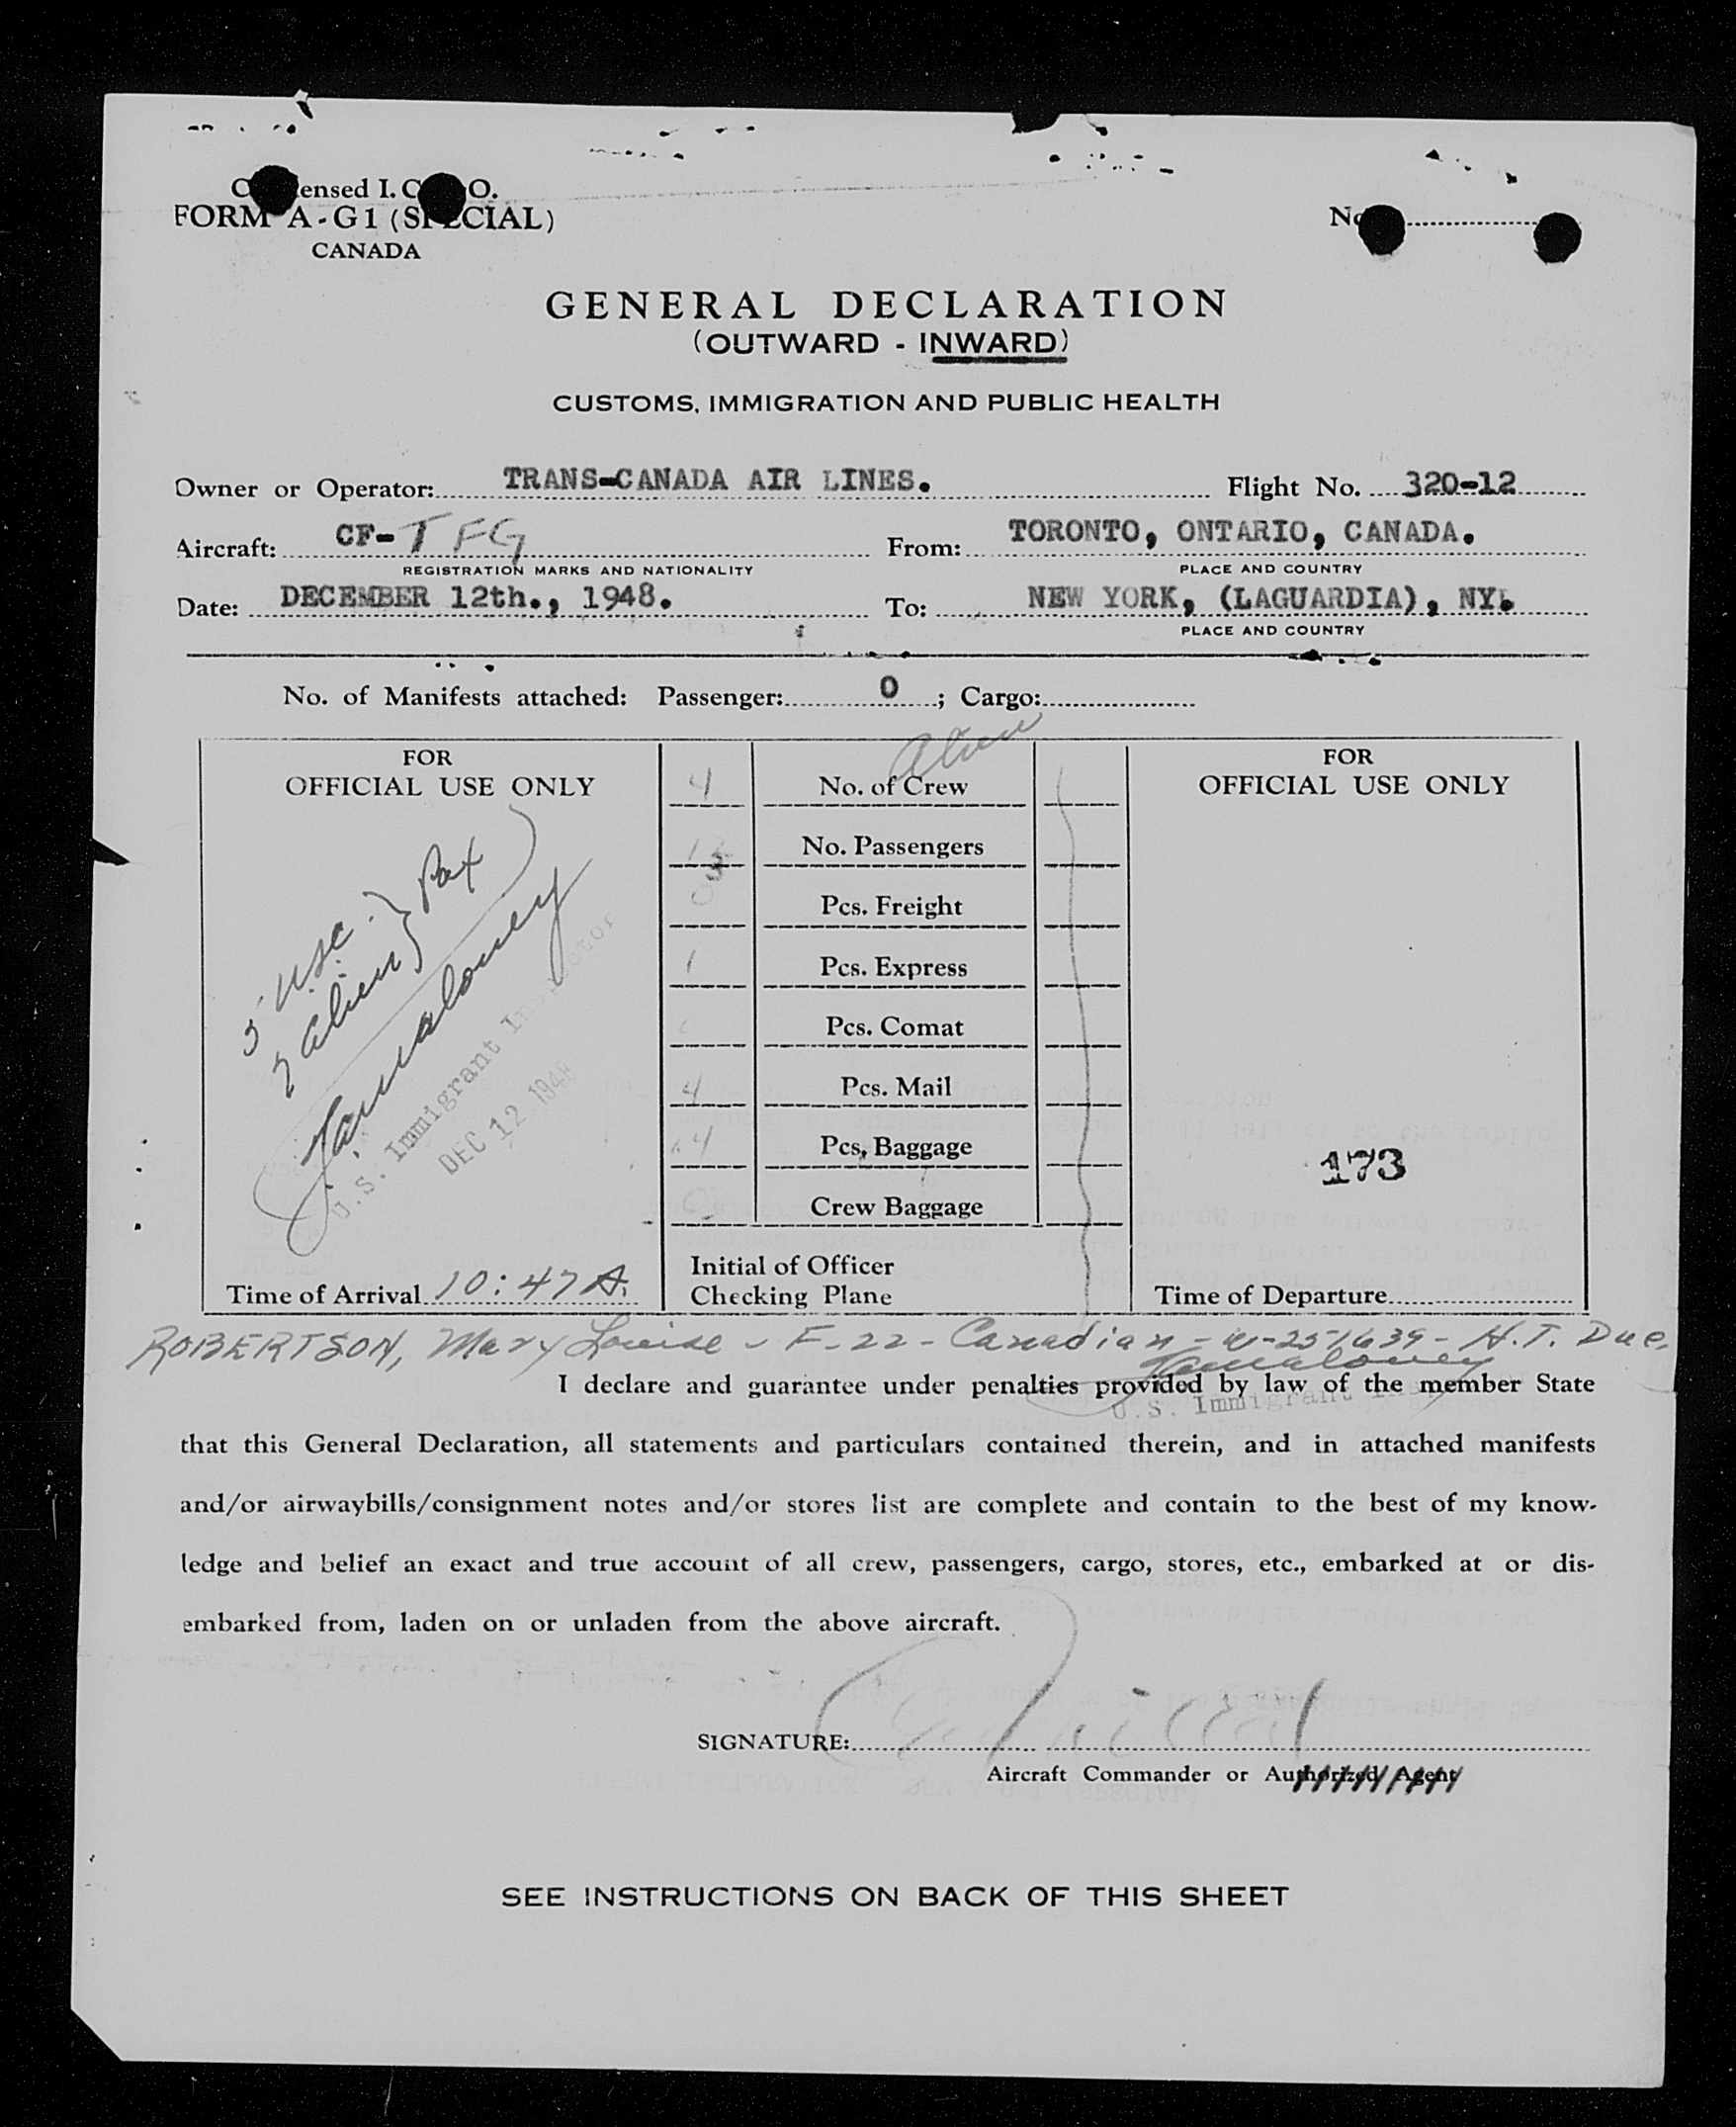 C ensed I. C O.
FORM A-G1 (SPECIAL)
CANADA
No
GENERAL DECLARATION
(OUTWARD - INWARD)
CUSTOMS, IMMIGRATION AND PUBLIC HEALTH
Owner or Operator: TRANS-CANADA AIR LINES. Flight No. 320-12
Aircraft: CF-TFG From: TORONTO, ONTARIO, CANADA.
REGISTRATION MARKS AND NATIONALITY PLACE AND COUNTRY
Date: DECEMBER 12th., 1948. To: NEW YORK, (LAGUARDIA), NY.
PLACE AND COUNTRY
No. of Manifests attached: Passenger: 0 ; Cargo:
Alien
FOR
OFFICIAL USE ONLY
5 USC. } Pax
7 alien
U.S. Immigrant Inspector
DEC 12 1948
Time of Arrival 10:47 A.
4 No. of Crew
No. Passengers
Pcs. Freight
1 Pcs. Express
Pcs. Comat
4 Pcs. Mail
Pcs. Baggage
Crew Baggage
Initial of Officer
Checking Plane
FOR
OFFICIAL USE ONLY
173
Time of Departure
ROBERTSON, Mary Louise - F-22 - Canadian - W-251639 - H.T. Due.
U.S. Immigrant
I declare and guarantee under penalties provided by law of the member State
that this General Declaration, all statements and particulars contained therein, and in attached manifests
and/or airwaybills/consignment notes and/or stores list are complete and contain to the best of my know-
ledge and belief an exact and true account of all crew, passengers, cargo, stores, etc., embarked at or dis-
embarked from, laden on or unladen from the above aircraft.
SIGNATURE:
Aircraft Commander or Authorized Agent
SEE INSTRUCTIONS ON BACK OF THIS SHEET